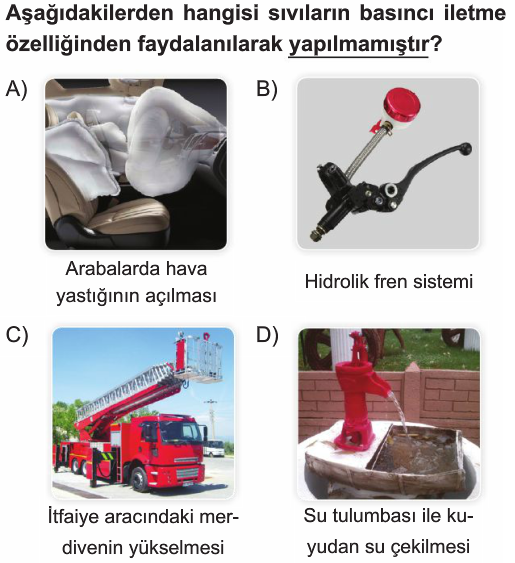 Aşağıdakilerden hangisi sıvıların basıncı iletme
özelliğinden faydalanılarak yapılmamıştır?
A)
B)
Arabalarda hava
yastığının açılması
Hidrolik fren sistemi
C)
D)
İtfaiye aracındaki mer-
divenin yükselmesi
Su tulumbası ile ku-
yudan su çekilmesi